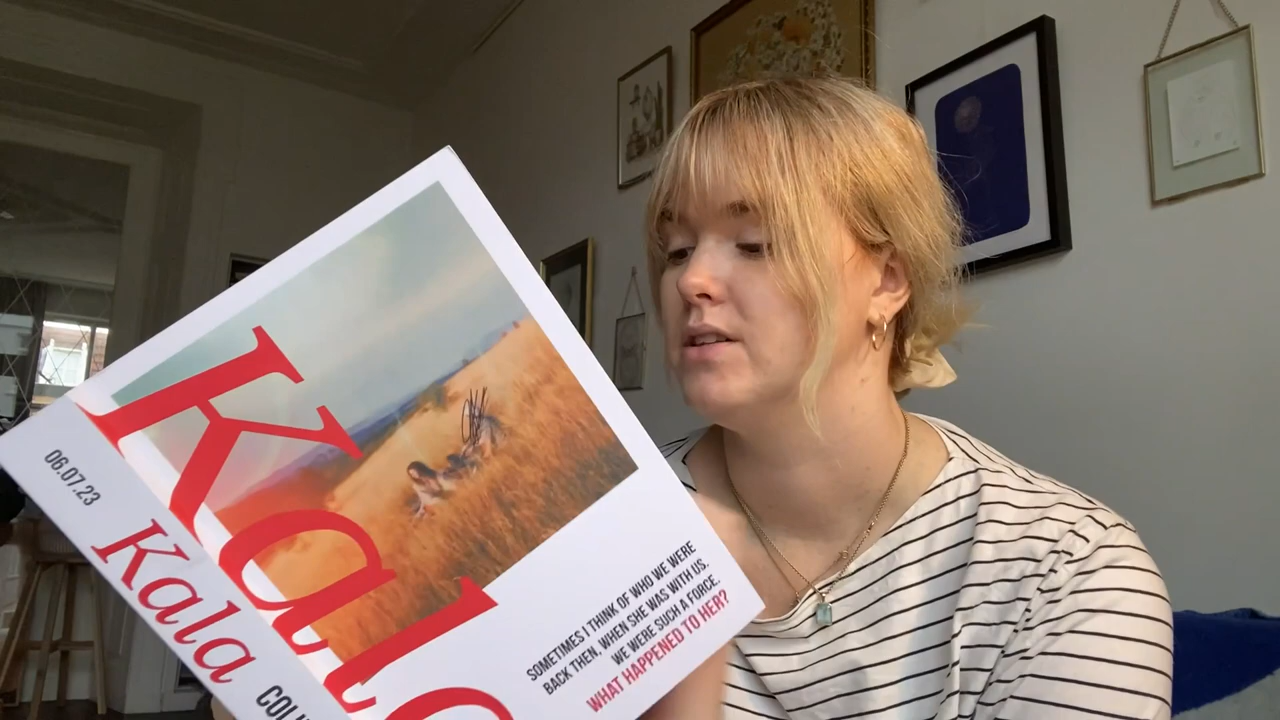 Kala
SOMETIMES I THINK OF WHO WE WERE
BACK THEN, WHEN SHE WAS WITH US.
WE WERE SUCH A FORCE.
WHAT HAPPENED TO HER?
06.07.23
Kala